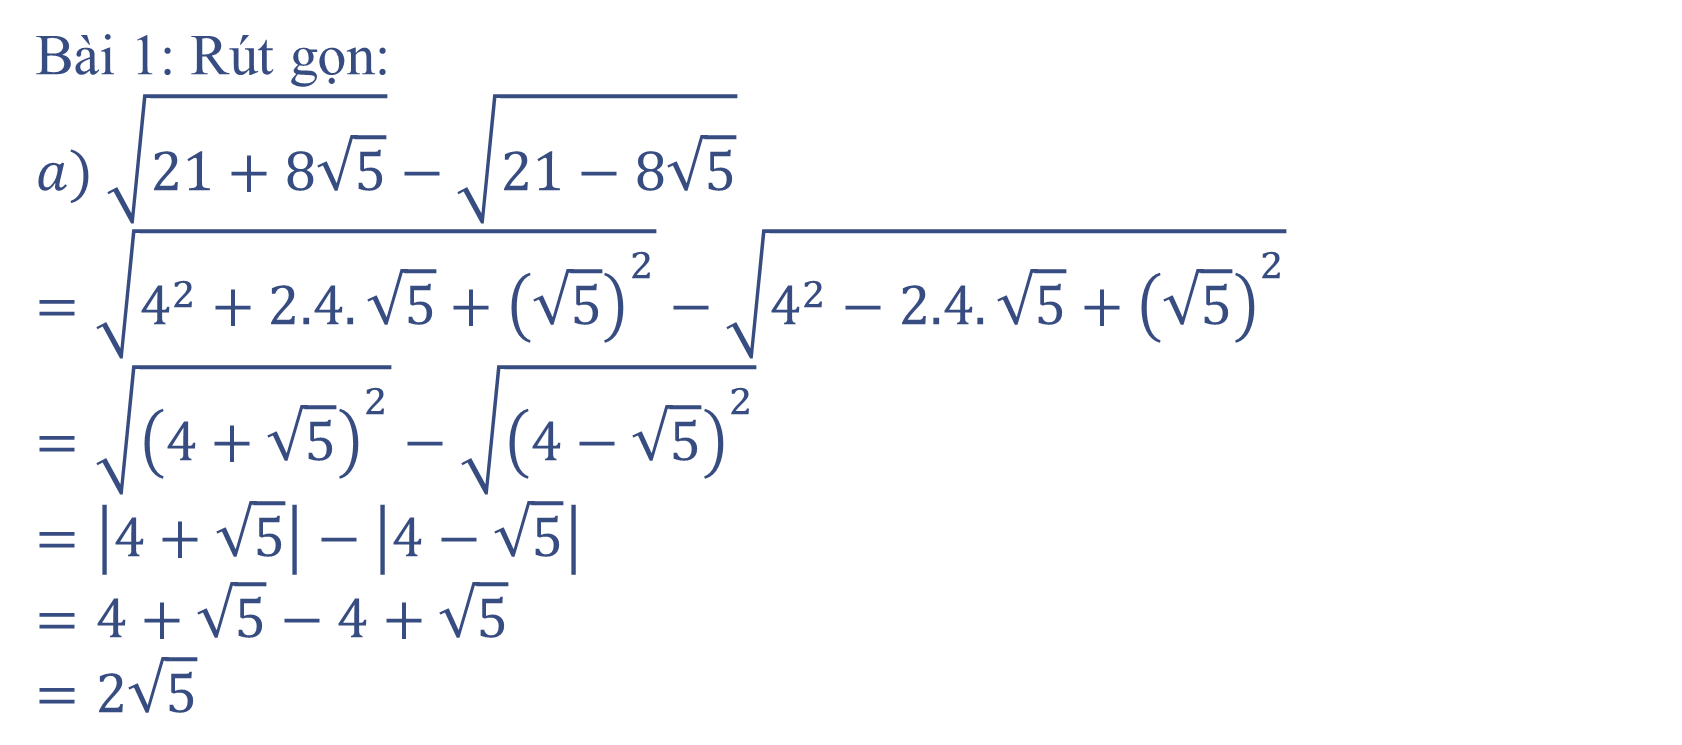 Bài 1: Rút gọn:
a) √(21 + 8√5) − √(21 − 8√5)
= √(4² + 2.4. √5 + (√5)²) − √(4² − 2.4. √5 + (√5)²)
= √((4 + √5)²) − √((4 − √5)²)
= |4 + √5| − |4 − √5|
= 4 + √5 − 4 + √5
= 2√5